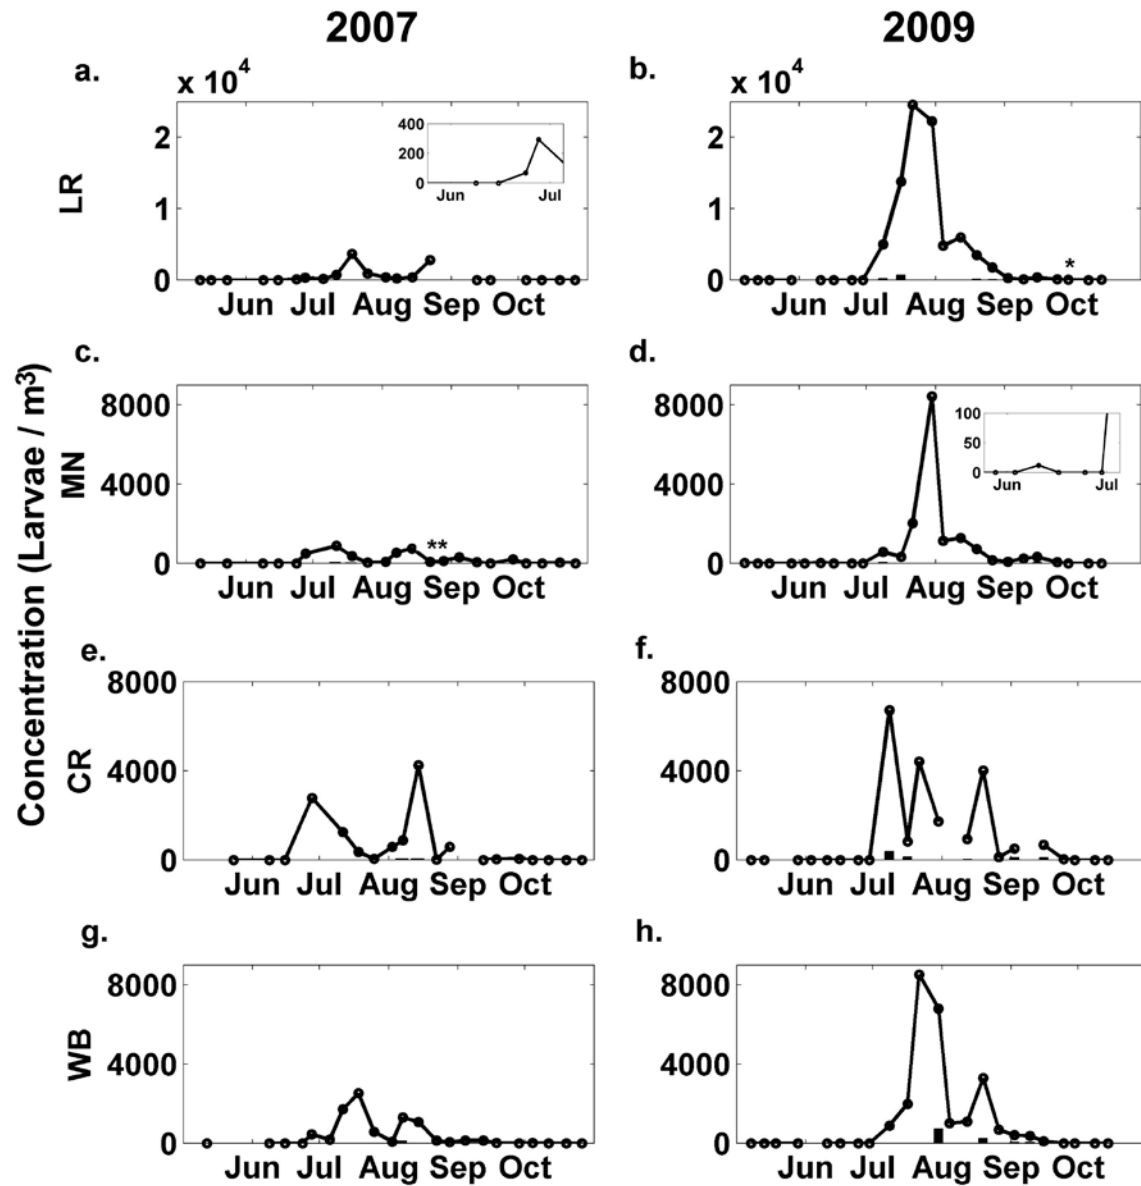 2007
2009
a.
x 10⁴
b.
x 10⁴
LR
2
1
0
400
200
0
Jun
Jul
Jun Jul Aug Sep Oct
2
1
0
*
Jun Jul Aug Sep Oct
Concentration (Larvae / m³)
c.
d.
MN
8000
4000
0
**
Jun Jul Aug Sep Oct
8000
4000
0
100
50
0
Jun
Jul
Jun Jul Aug Sep Oct
e.
f.
CR
8000
4000
0
Jun Jul Aug Sep Oct
8000
4000
0
Jun Jul Aug Sep Oct
g.
h.
WB
8000
4000
0
Jun Jul Aug Sep Oct
8000
4000
0
Jun Jul Aug Sep Oct